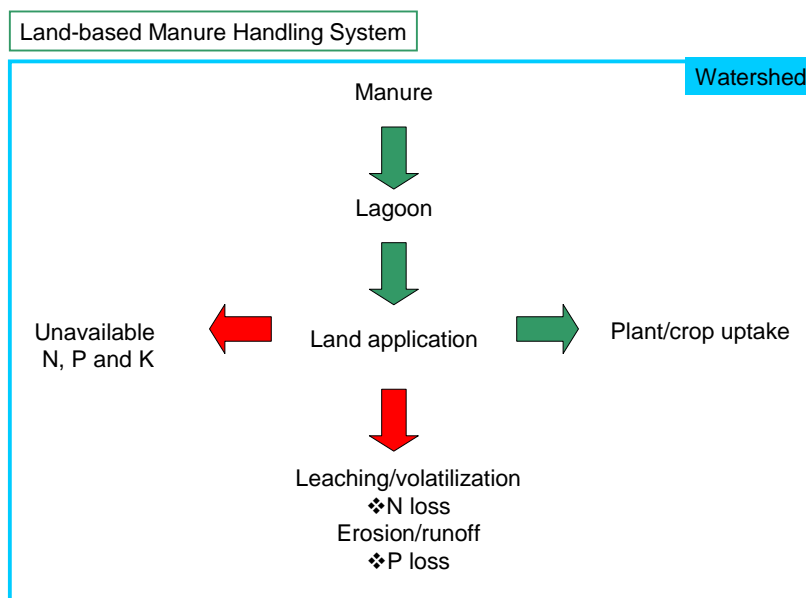 Land-based Manure Handling System
Watershed
Manure
Lagoon
Unavailable
N, P and K
Land application
Plant/crop uptake
Leaching/volatilization
❖N loss
Erosion/runoff
❖P loss